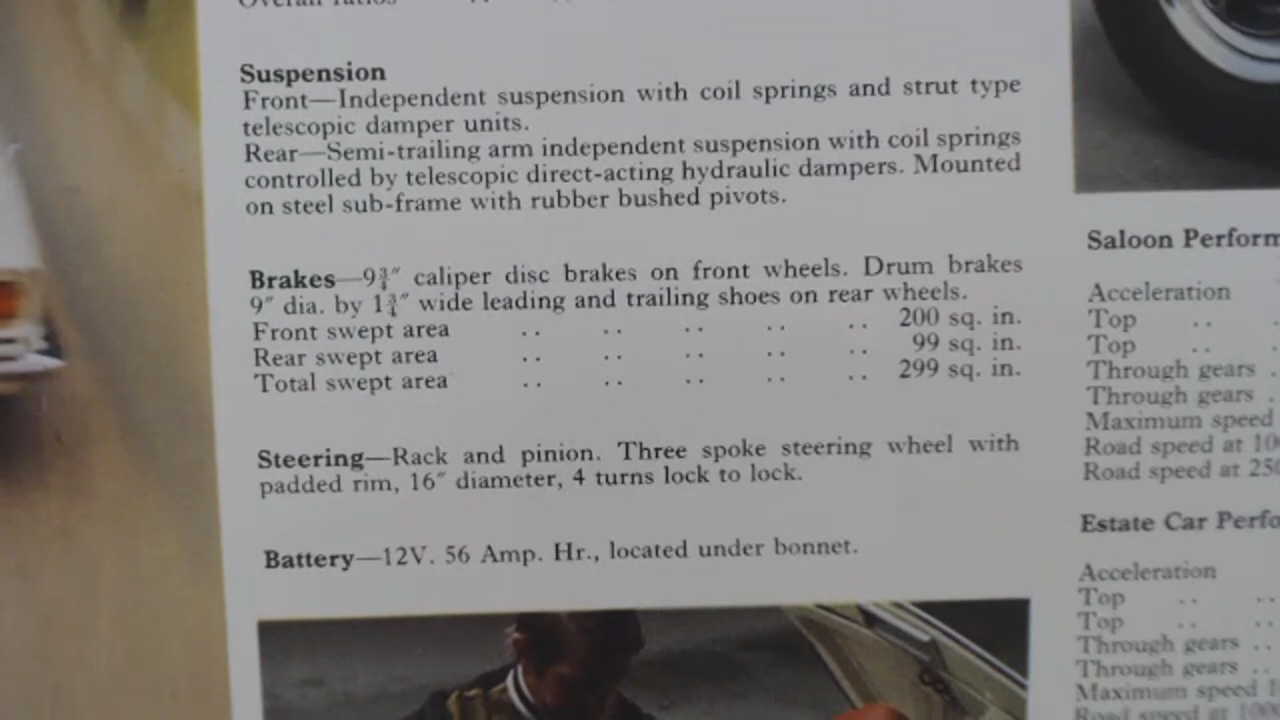 Overall ratios
Suspension
Front—Independent suspension with coil springs and strut type
telescopic damper units.
Rear—Semi-trailing arm independent suspension with coil springs
controlled by telescopic direct-acting hydraulic dampers. Mounted
on steel sub-frame with rubber bushed pivots.
Brakes—9¾″ caliper disc brakes on front wheels. Drum brakes
9″ dia. by 1¾″ wide leading and trailing shoes on rear wheels.
Front swept area .. .. .. .. .. 200 sq. in.
Rear swept area .. .. .. .. .. 99 sq. in.
Total swept area .. .. .. .. .. 299 sq. in.
Steering—Rack and pinion. Three spoke steering wheel with
padded rim, 16″ diameter, 4 turns lock to lock.
Battery—12V. 56 Amp. Hr., located under bonnet.
Saloon
Acceleration
Top ..
Top ..
Through gears .
Through gears .
Maximum speed
Road speed at
Road speed at
Estate Car
Acceleration
Top .. ..
Top .. ..
Through gears ..
Through gears ..
Maximum speed
Road speed at